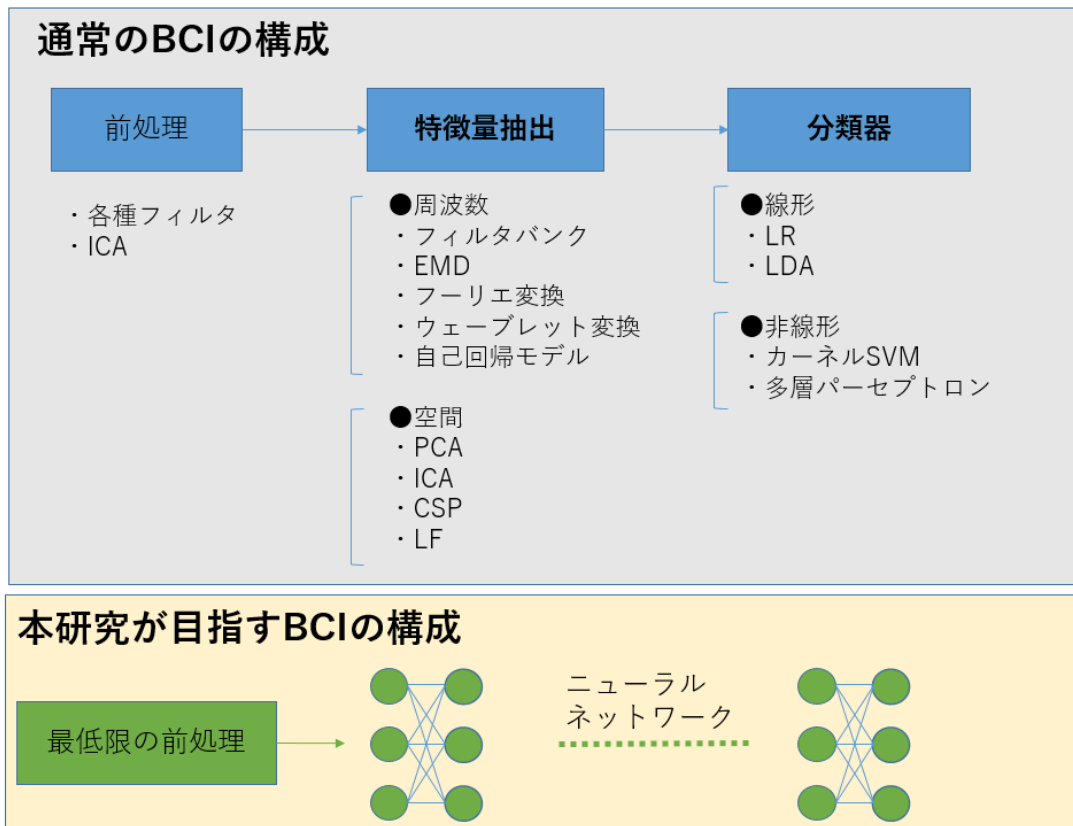 通常のBCIの構成
前処理
特徴量抽出
分類器
・各種フィルタ
・ICA
●周波数
・フィルタバンク
・EMD
・フーリエ変換
・ウェーブレット変換
・自己回帰モデル
●空間
・PCA
・ICA
・CSP
・LF
●線形
・LR
・LDA
●非線形
・カーネルSVM
・多層パーセプトロン
本研究が目指すBCIの構成
最低限の前処理
ニューラル
ネットワーク